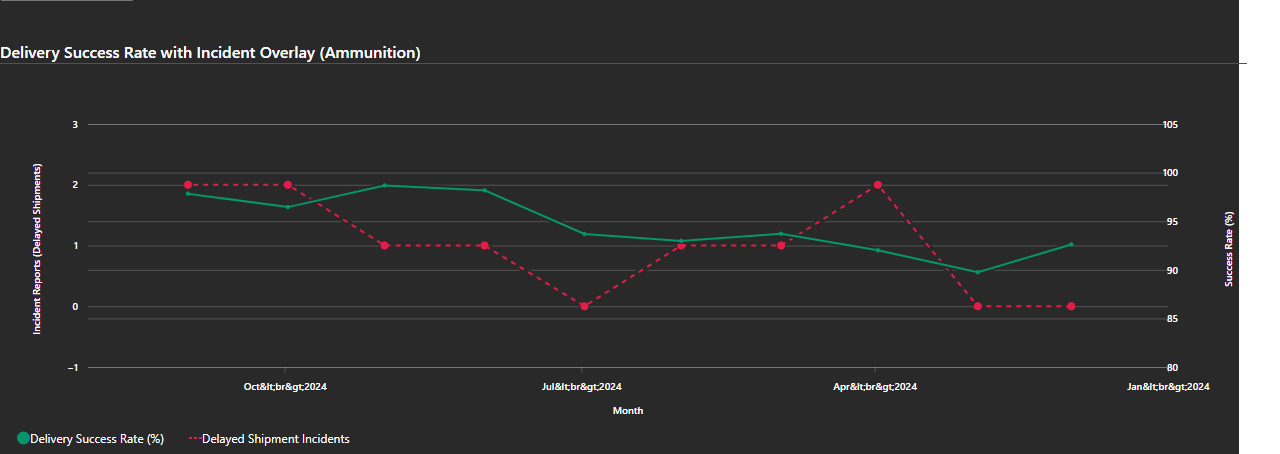 Delivery Success Rate with Incident Overlay (Ammunition)
3
105
100
2
95
1
90
0
85
−1
80
Incident Reports (Delayed Shipments)
Success Rate (%)
Oct&lt;br&gt;2024
Jul&lt;br&gt;2024
Apr&lt;br&gt;2024
Jan&lt;br&gt;2024
Month
Delivery Success Rate (%)
Delayed Shipment Incidents